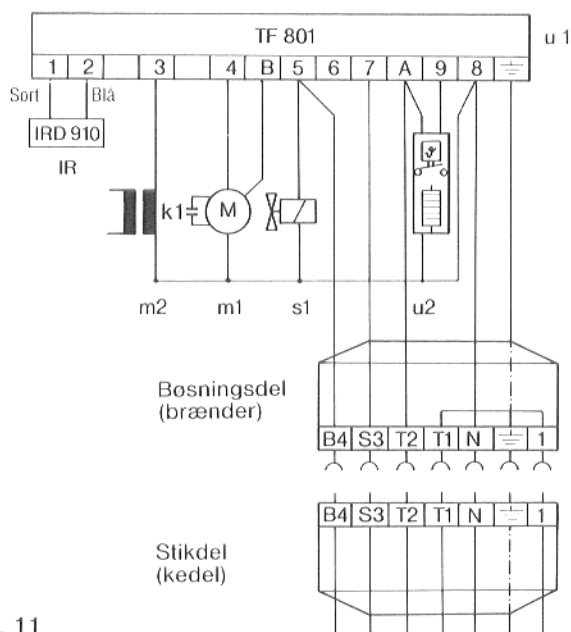 TF 801
u 1
1 2 3 4 B 5 6 7 A 9 8
Sort Blå
IRD 910
IR
k1 M
m2 m1 s1 u2
Bøsningsdel
(brænder)
B4 S3 T2 T1 N 1
B4 S3 T2 T1 N 1
Stikdel
(kedel)
. 11